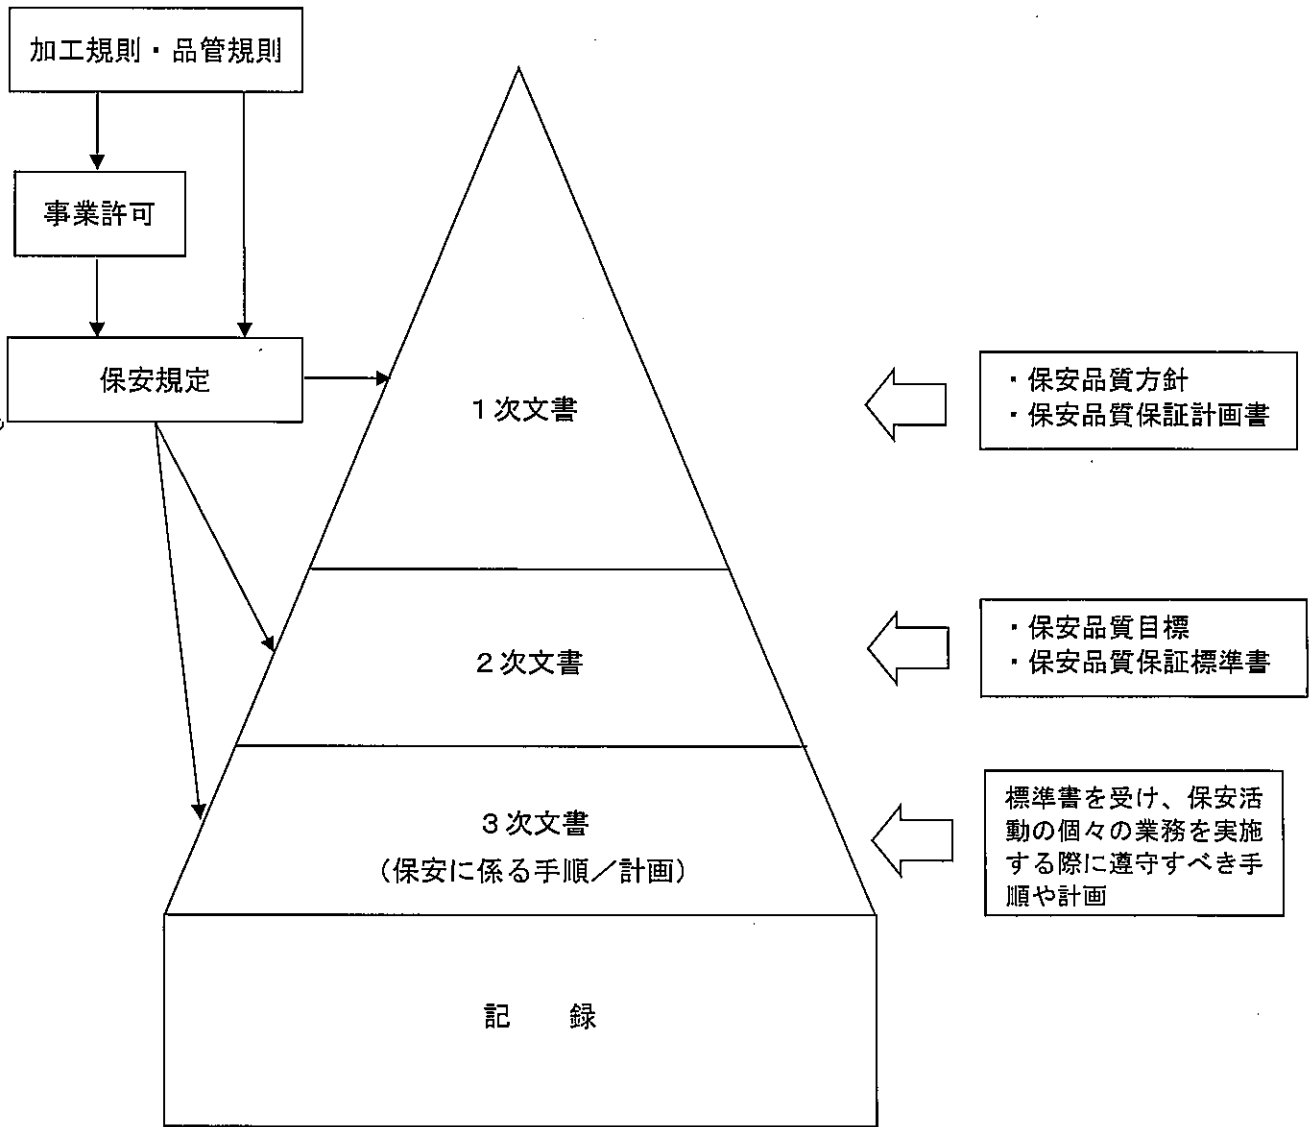 加工規則・品管規則
事業許可
保安規定
1次文書
・保安品質方針
・保安品質保証計画書
2次文書
・保安品質目標
・保安品質保証標準書
3次文書
(保安に係る手順/計画)
標準書を受け、保安活
動の個々の業務を実施
する際に遵守すべき手
順や計画
記　録